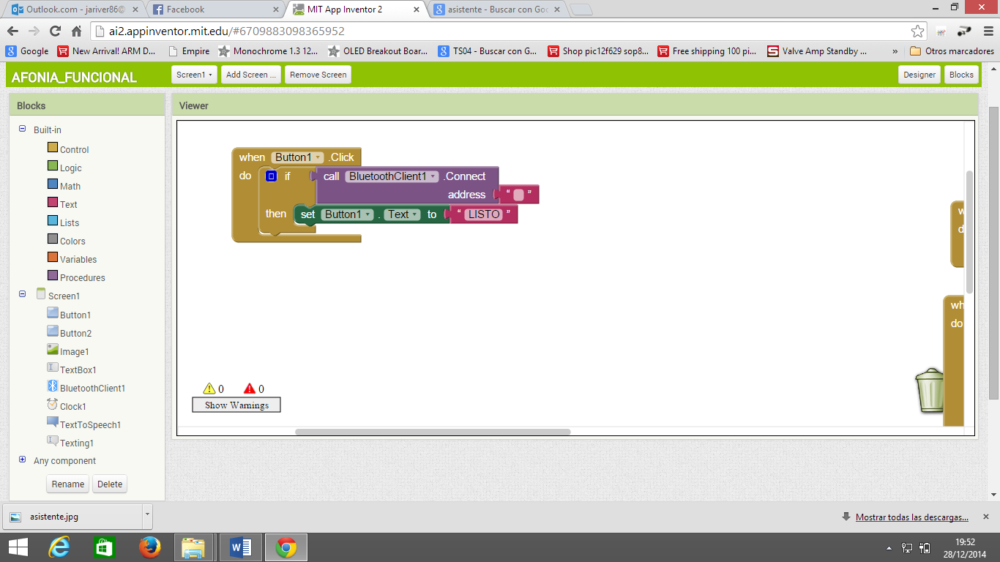 Outlook.com - jariver86@
Facebook
MIT App Inventor 2
asistente - Buscar con Goo
ai2.appinventor.mit.edu/#6709883098365952
Google
New Arrival! ARM D...
Empire
Monochrome 1.3 12...
OLED Breakout Boar...
TS04 - Buscar con G...
Shop pic12f629 sop8...
Free shipping 100 pi...
Valve Amp Standby ...
»
Otros marcadores
AFONIA_FUNCIONAL
Screen1
Add Screen ...
Remove Screen
Designer
Blocks
Blocks
Viewer
Built-in
Control
Logic
Math
Text
Lists
Colors
Variables
Procedures
Screen1
Button1
Button2
Image1
TextBox1
BluetoothClient1
Clock1
TextToSpeech1
Texting1
Any component
Rename
Delete
when Button1 .Click
do if call BluetoothClient1 .Connect
address “ ”
then set Button1 . Text to “ LISTO ”
w
d
wh
do
0 0
Show Warnings
asistente.jpg
Mostrar todas las descargas...
19:52
28/12/2014